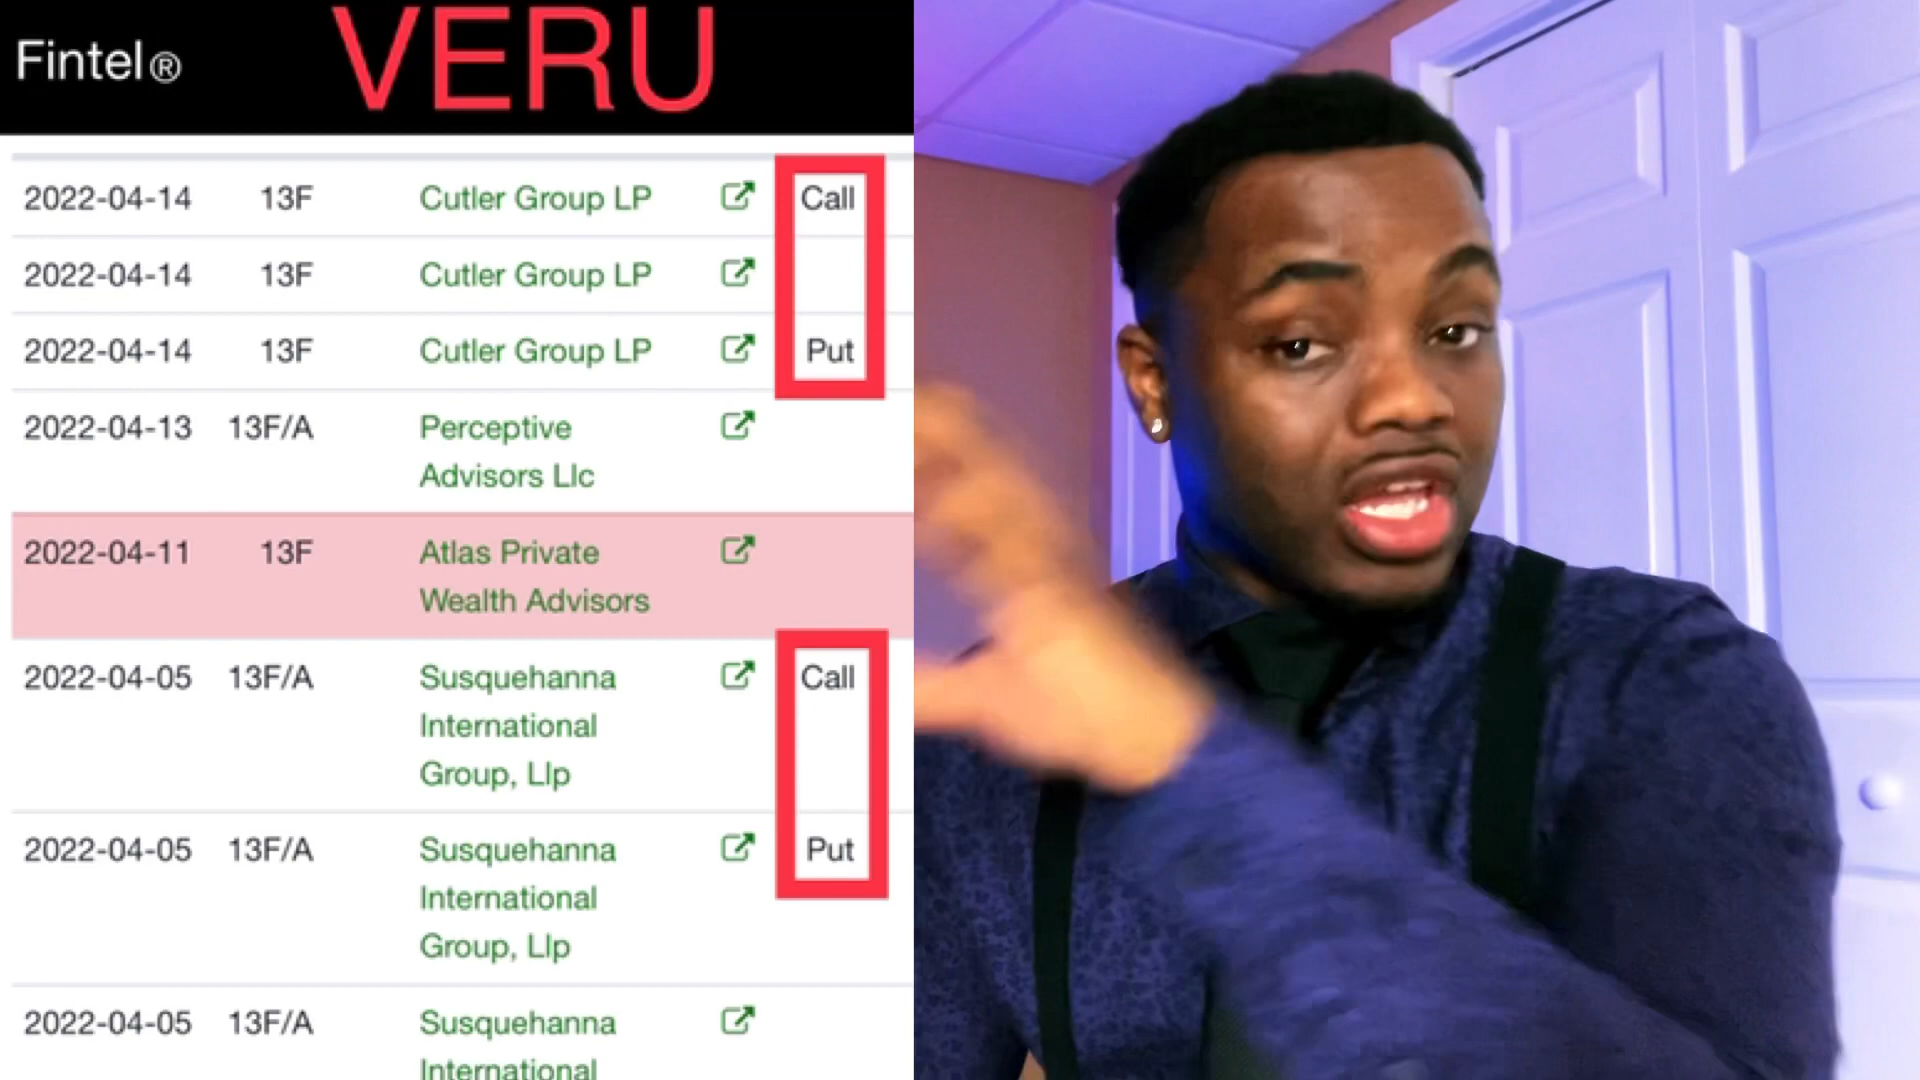 Fintel®
VERU
2022-04-14 13F Cutler Group LP Call
2022-04-14 13F Cutler Group LP
2022-04-14 13F Cutler Group LP Put
2022-04-13 13F/A Perceptive
Advisors Llc
2022-04-11 13F Atlas Private
Wealth Advisors
2022-04-05 13F/A Susquehanna Call
International
Group, Llp
2022-04-05 13F/A Susquehanna Put
International
Group, Llp
2022-04-05 13F/A Susquehanna
International